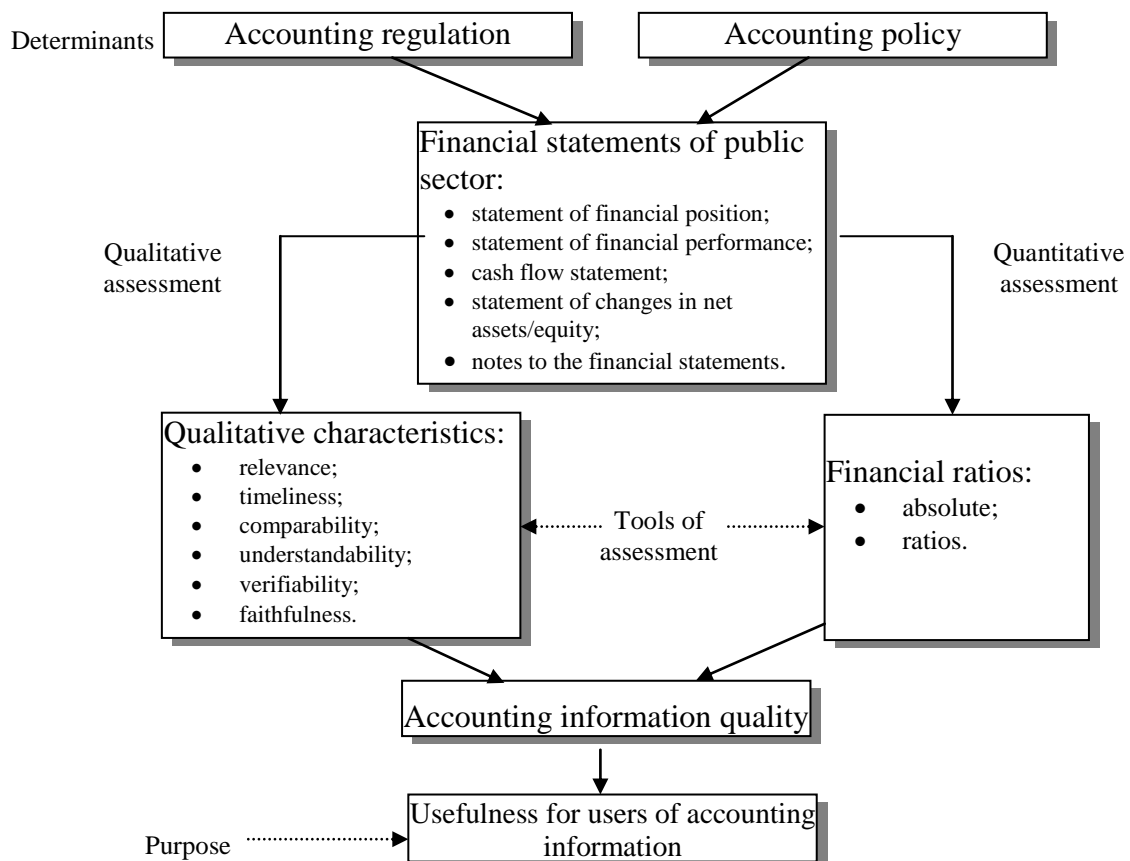 Determinants
Accounting regulation
Accounting policy
Financial statements of public
sector:
• statement of financial position;
• statement of financial performance;
• cash flow statement;
• statement of changes in net
assets/equity;
• notes to the financial statements.
Qualitative
assessment
Quantitative
assessment
Qualitative characteristics:
• relevance;
• timeliness;
• comparability;
• understandability;
• verifiability;
• faithfulness.
Tools of
assessment
Financial ratios:
• absolute;
• ratios.
Accounting information quality
Usefulness for users of accounting
information
Purpose